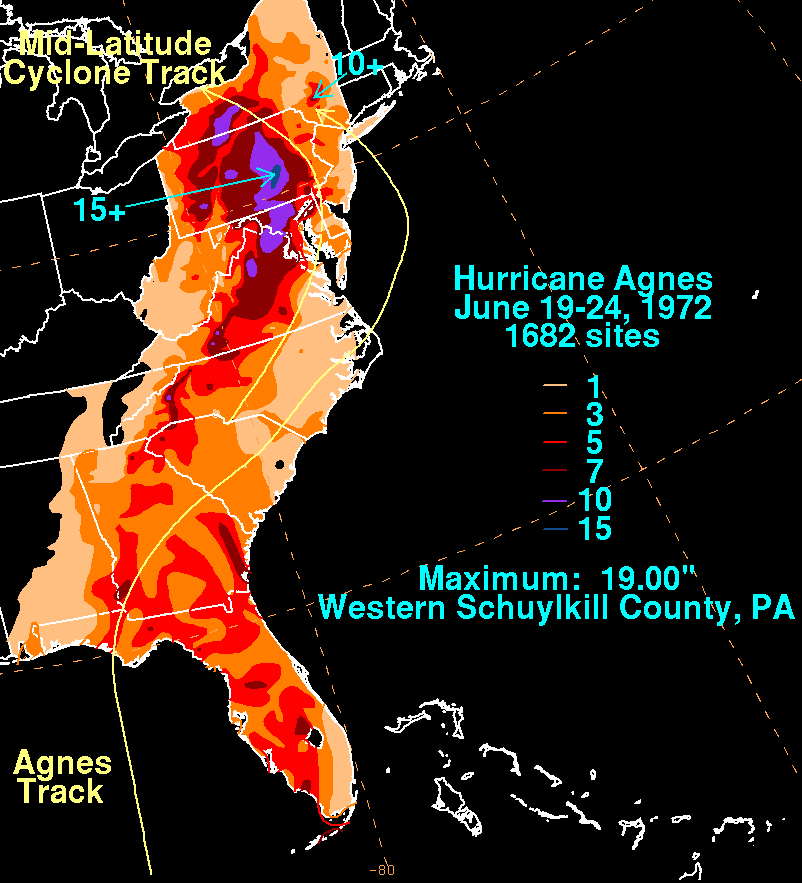 Mid-Latitude
Cyclone Track
10+
15+
Hurricane Agnes
June 19-24, 1972
1682 sites
1
3
5
7
10
15
Maximum: 19.00"
Western Schuylkill County, PA
Agnes
Track
-80